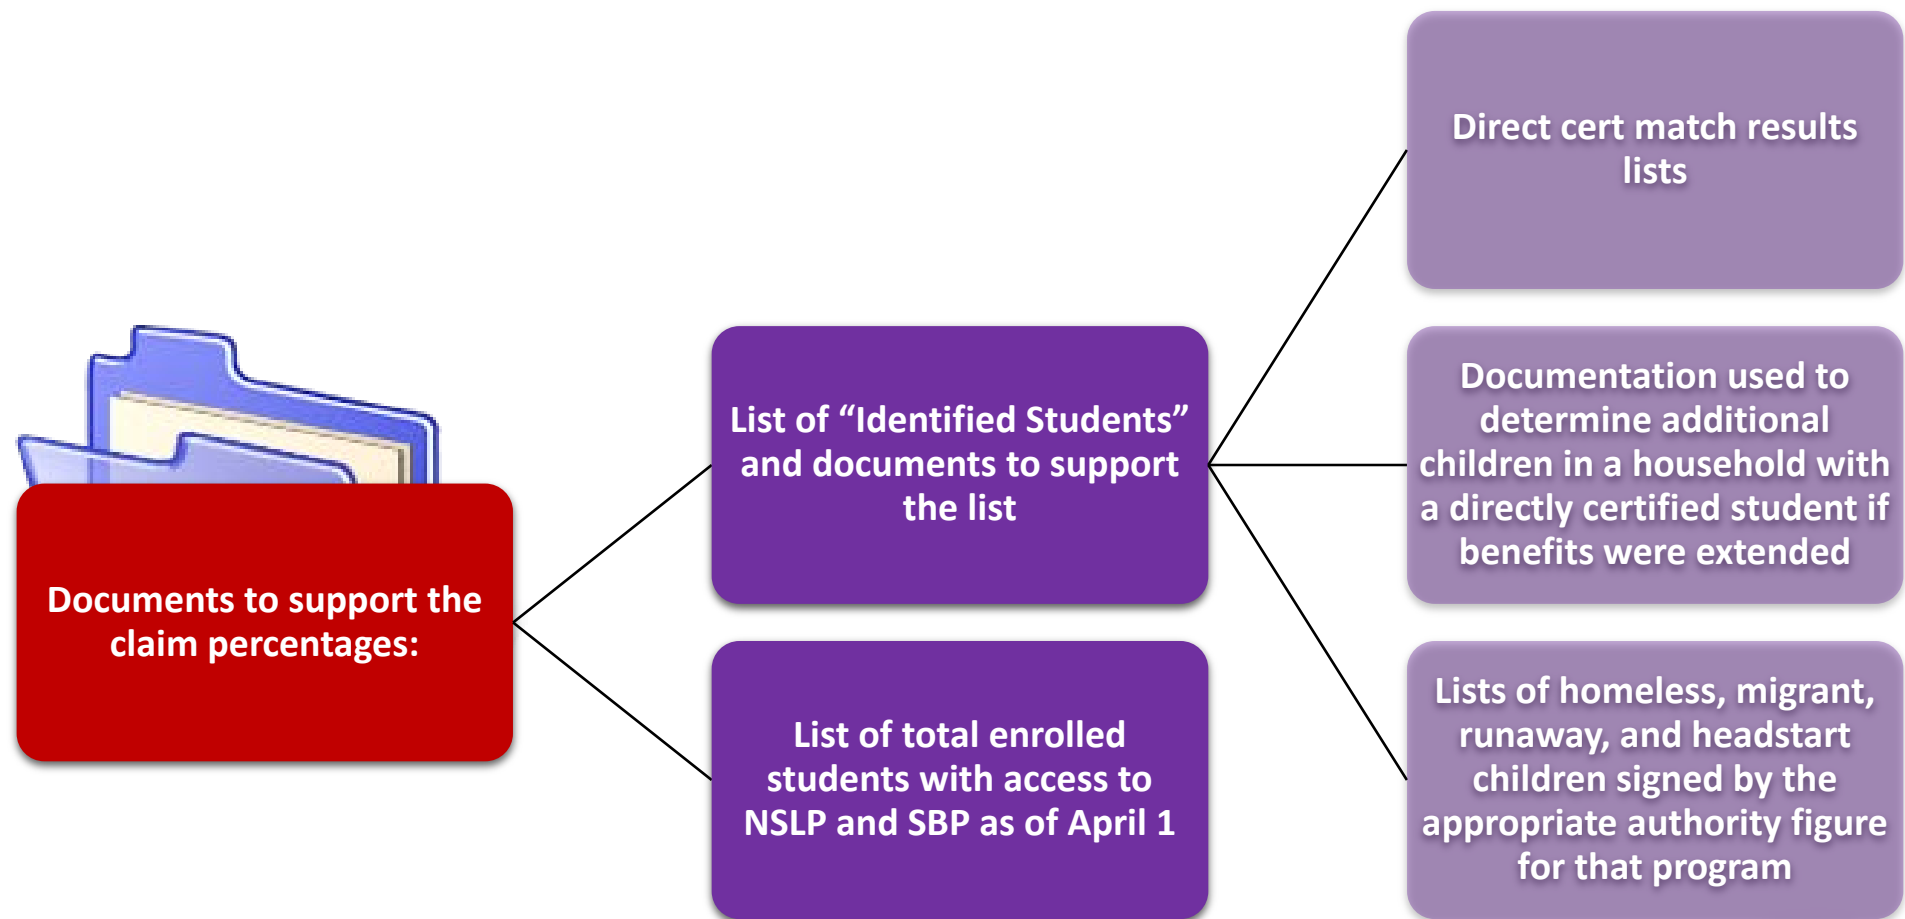 Documents to support the
claim percentages:
List of “Identified Students”
and documents to support
the list
List of total enrolled
students with access to
NSLP and SBP as of April 1
Direct cert match results
lists
Documentation used to
determine additional
children in a household with
a directly certified student if
benefits were extended
Lists of homeless, migrant,
runaway, and headstart
children signed by the
appropriate authority figure
for that program